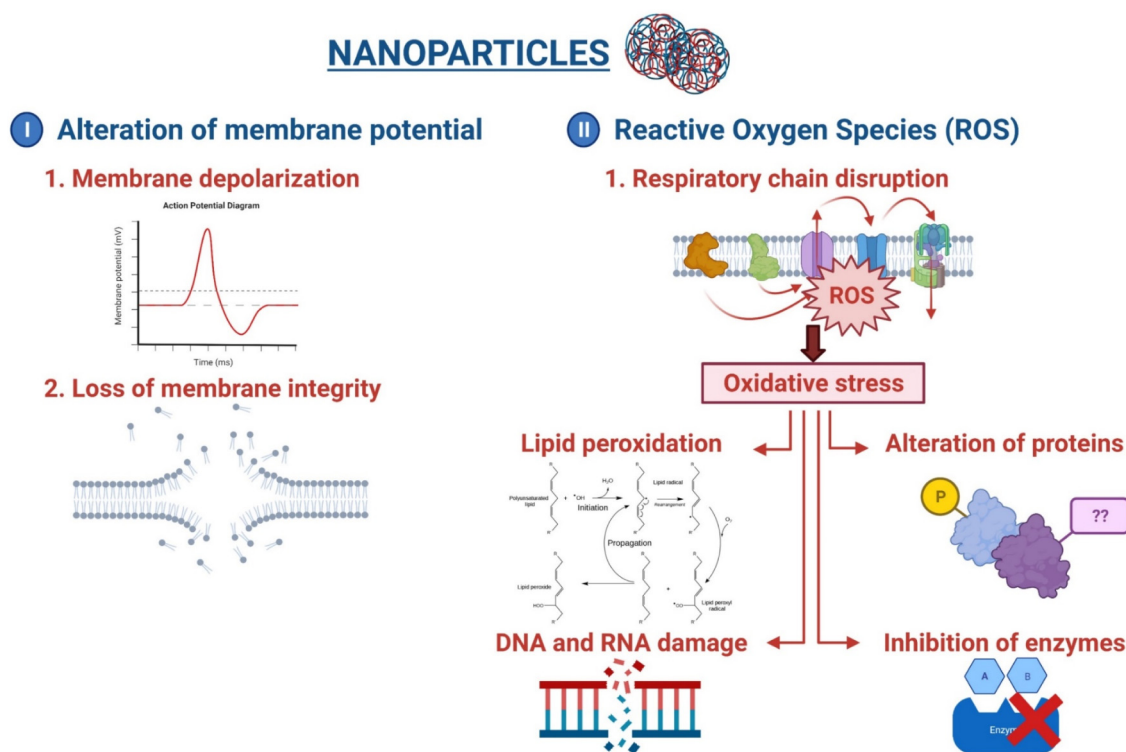 NANOPARTICLES
I Alteration of membrane potential
1. Membrane depolarization
Action Potential Diagram
Membrane potential (mV)
Time (ms)
2. Loss of membrane integrity
II Reactive Oxygen Species (ROS)
1. Respiratory chain disruption
ROS
Oxidative stress
Lipid peroxidation
R
Polyunsaturated
lipid
+
•OH
H₂O
Initiation
R
R
R
Lipid radical
Rearrangement
R
•
R
O₂
Propagation
Lipid peroxide
R
HOO
R
R
R
+
R
•OO
R
Lipid peroxyl
radical
Alteration of proteins
P
??
DNA and RNA damage
Inhibition of enzymes
A
B
Enzym